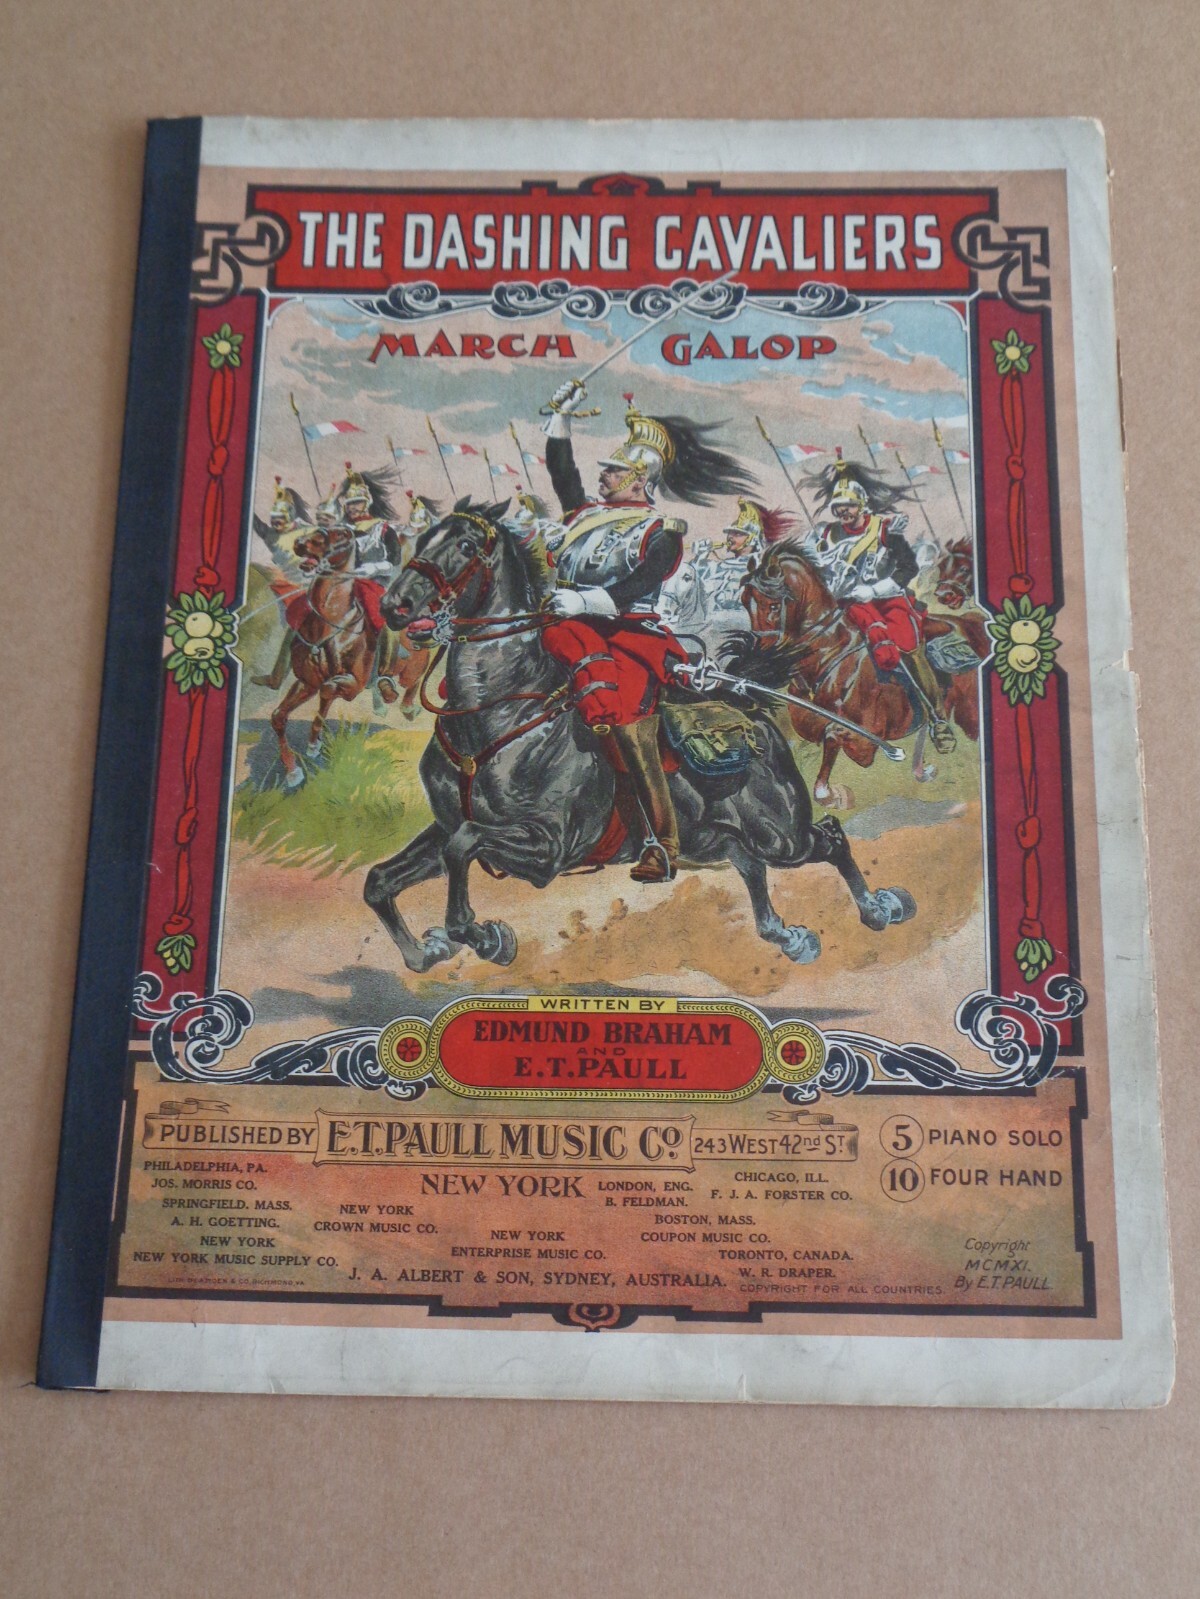 THE DASHING CAVALIERS
MARCH GALOP
WRITTEN BY
EDMUND BRAHAM
AND
E.T. PAULL
PUBLISHED BY E.T. PAULL MUSIC Co 243 WEST 42nd ST.
NEW YORK
5 PIANO SOLO
10 FOUR HAND
PHILADELPHIA, PA.
JOS. MORRIS CO.
SPRINGFIELD, MASS.
A. H. GOETTING.
NEW YORK
NEW YORK MUSIC SUPPLY CO.
NEW YORK
CROWN MUSIC CO.
NEW YORK
ENTERPRISE MUSIC CO.
LONDON, ENG.
B. FELDMAN.
CHICAGO, ILL.
F. J. A. FORSTER CO.
BOSTON, MASS.
COUPON MUSIC CO.
TORONTO, CANADA.
W. R. DRAPER.
J. A. ALBERT & SON, SYDNEY, AUSTRALIA.
COPYRIGHT FOR ALL COUNTRIES.
Copyright
MCMXI.
By E.T. PAULL.
& CO. RICHMOND, VA.